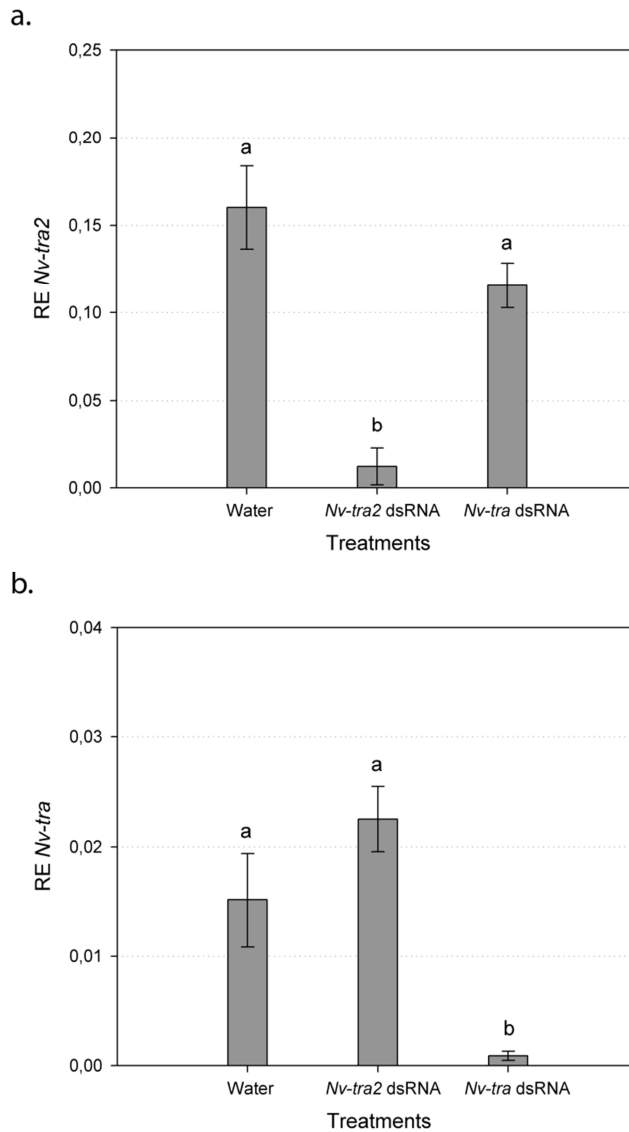 a.
0,25
0,20
0,15
0,10
0,05
0,00
RE Nv-tra2
a
b
a
Water Nv-tra2 dsRNA Nv-tra dsRNA
Treatments
b.
0,04
0,03
0,02
0,01
0,00
RE Nv-tra
a
a
b
Water Nv-tra2 dsRNA Nv-tra dsRNA
Treatments